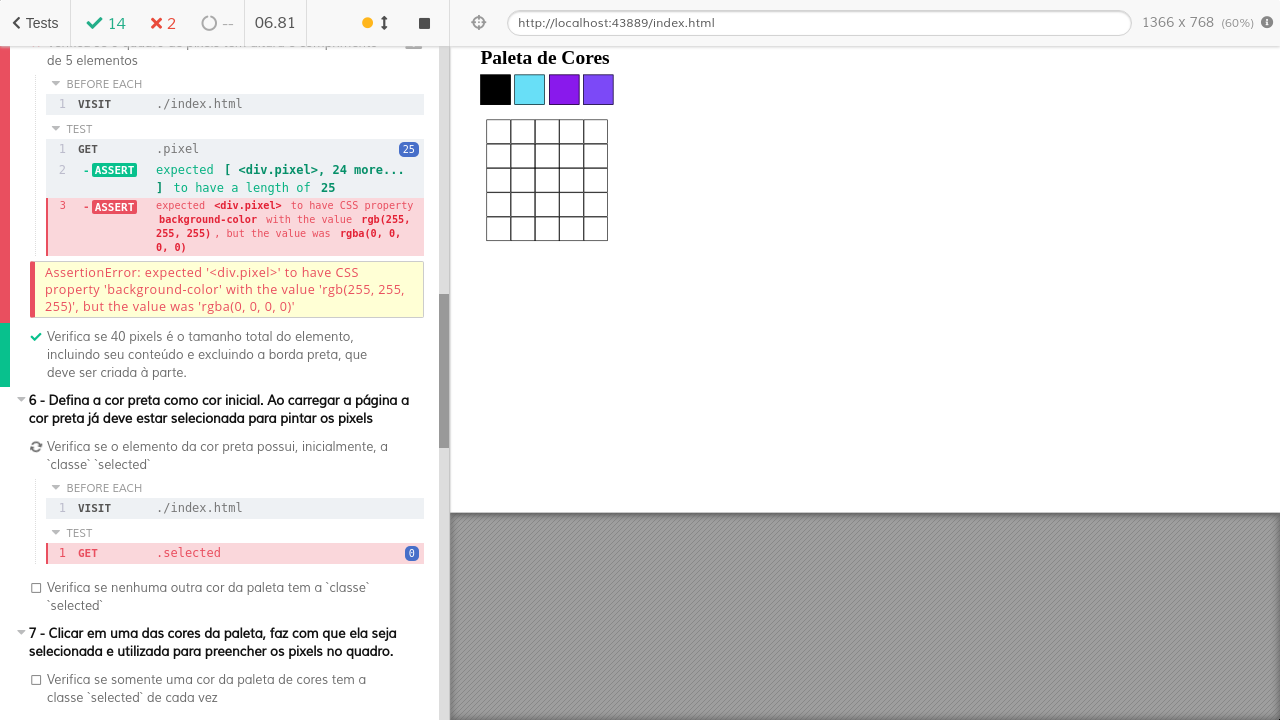 Tests
14
2
--
06.81
http://localhost:43889/index.html
1366 x 768 (60%)
Verifica se o quadro de pixels tem altura e comprimento
de 5 elementos
BEFORE EACH
1 VISIT ./index.html
TEST
1 GET .pixel 25
2 - ASSERT expected [ <div.pixel>, 24 more...
] to have a length of 25
3 - ASSERT expected <div.pixel> to have CSS property
background-color with the value rgb(255,
255, 255) , but the value was rgba(0, 0,
0, 0)
AssertionError: expected '<div.pixel>' to have CSS
property 'background-color' with the value 'rgb(255, 255,
255)', but the value was 'rgba(0, 0, 0, 0)'
Verifica se 40 pixels é o tamanho total do elemento,
incluindo seu conteúdo e excluindo a borda preta, que
deve ser criada à parte.
6 - Defina a cor preta como cor inicial. Ao carregar a página a
cor preta já deve estar selecionada para pintar os pixels
Verifica se o elemento da cor preta possui, inicialmente, a
`classe` `selected`
BEFORE EACH
1 VISIT ./index.html
TEST
1 GET .selected 0
Verifica se nenhuma outra cor da paleta tem a `classe`
`selected`
7 - Clicar em uma das cores da paleta, faz com que ela seja
selecionada e utilizada para preencher os pixels no quadro.
Verifica se somente uma cor da paleta de cores tem a
classe `selected` de cada vez
Paleta de Cores